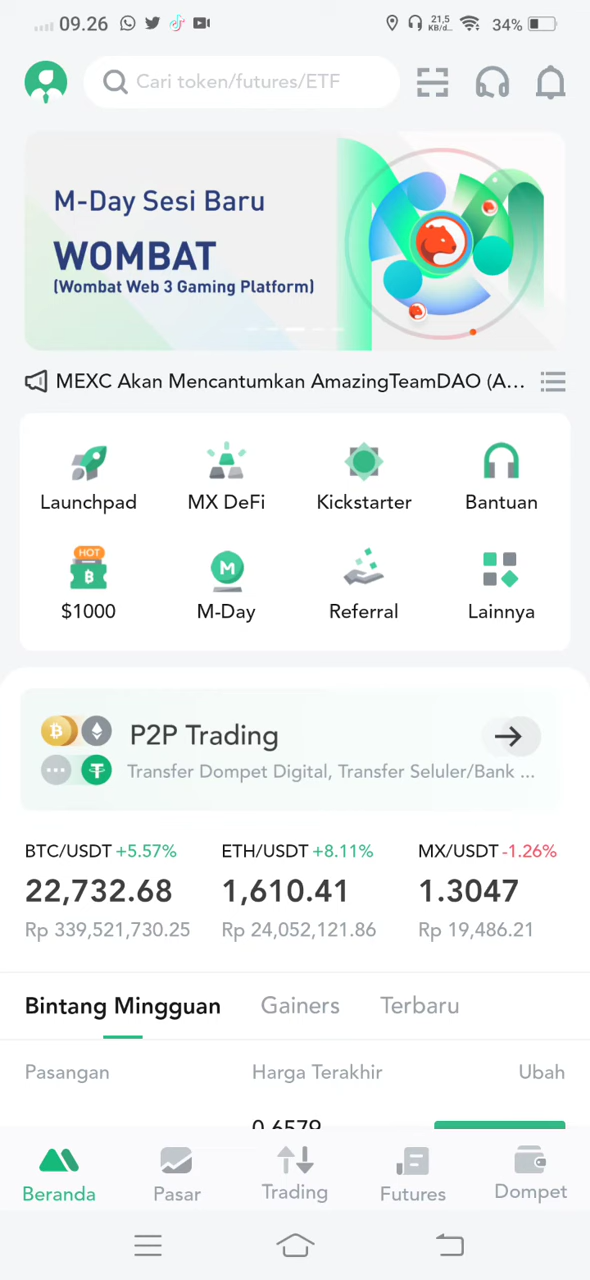 09.26
21,5
KB/d...
34%
Cari token/futures/ETF
M-Day Sesi Baru
WOMBAT
(Wombat Web 3 Gaming Platform)
MEXC Akan Mencantumkan AmazingTeamDAO (A...
Launchpad
MX DeFi
Kickstarter
Bantuan
HOT
$1000
M
M-Day
Referral
Lainnya
P2P Trading
Transfer Dompet Digital, Transfer Seluler/Bank ...
BTC/USDT +5.57%
22,732.68
Rp 339,521,730.25
ETH/USDT +8.11%
1,610.41
Rp 24,052,121.86
MX/USDT -1.26%
1.3047
Rp 19,486.21
Bintang Mingguan
Gainers
Terbaru
Pasangan
Harga Terakhir
Ubah
0.6579
Beranda
Pasar
Trading
Futures
Dompet